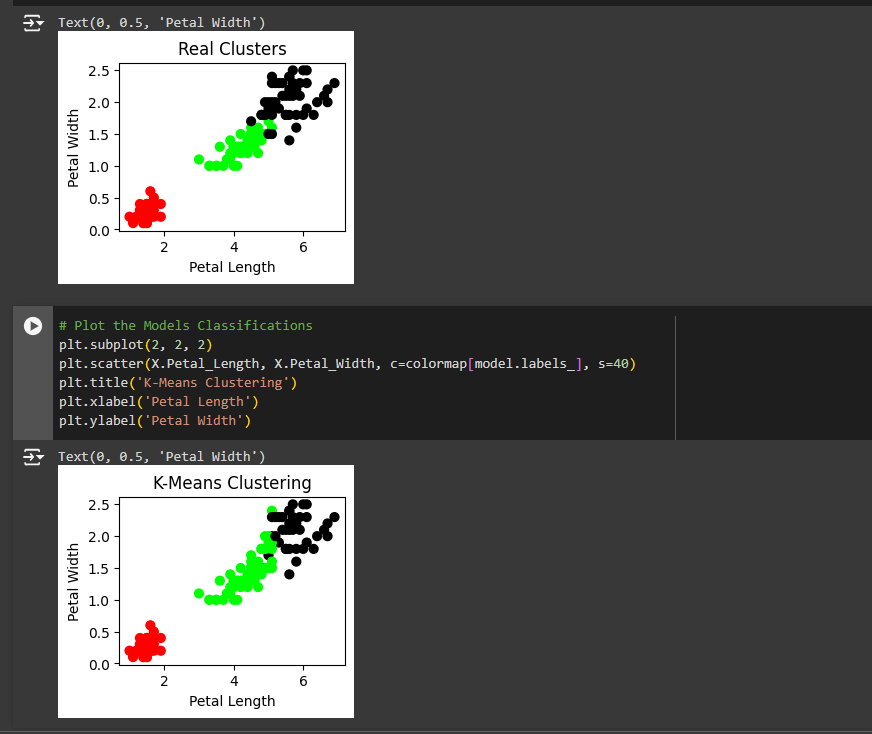 Text(0, 0.5, 'Petal Width')
Real Clusters
2.5
2.0
1.5
1.0
0.5
0.0
Petal Width
2 4 6
Petal Length
# Plot the Models Classifications
plt.subplot(2, 2, 2)
plt.scatter(X.Petal_Length, X.Petal_Width, c=colormap[model.labels_], s=40)
plt.title('K-Means Clustering')
plt.xlabel('Petal Length')
plt.ylabel('Petal Width')
Text(0, 0.5, 'Petal Width')
K-Means Clustering
2.5
2.0
1.5
1.0
0.5
0.0
Petal Width
2 4 6
Petal Length